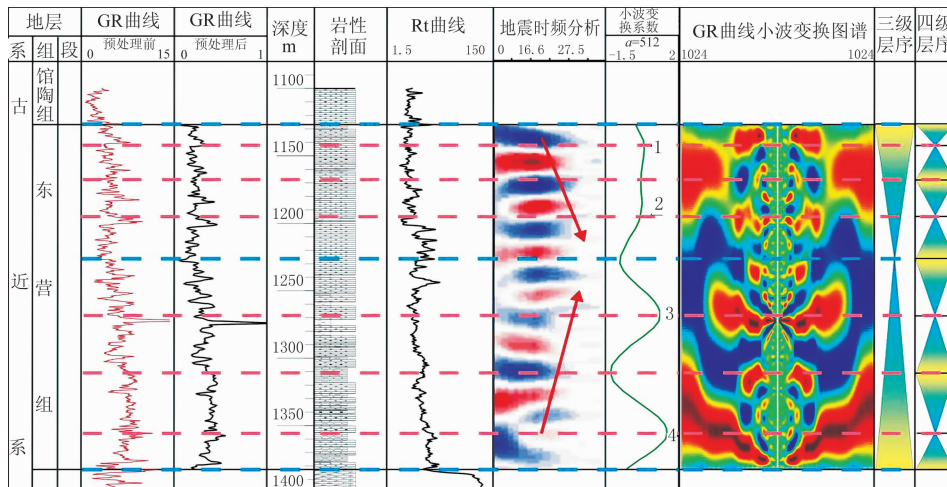 地层
系 组 段
GR曲线
预处理前
0 15
GR曲线
预处理后
0 1
深度
m
岩性
剖面
Rt曲线
1.5 150
地震时频分析
0 16.6 27.5
小波变
换系数
a=512
-1.5 2
GR曲线小波变换图谱
1024 1024
三级
层序
四级
层序
古
近
系
馆
陶
组
东
营
组
1100
1150
1200
1250
1300
1350
1400
1
2
3
4